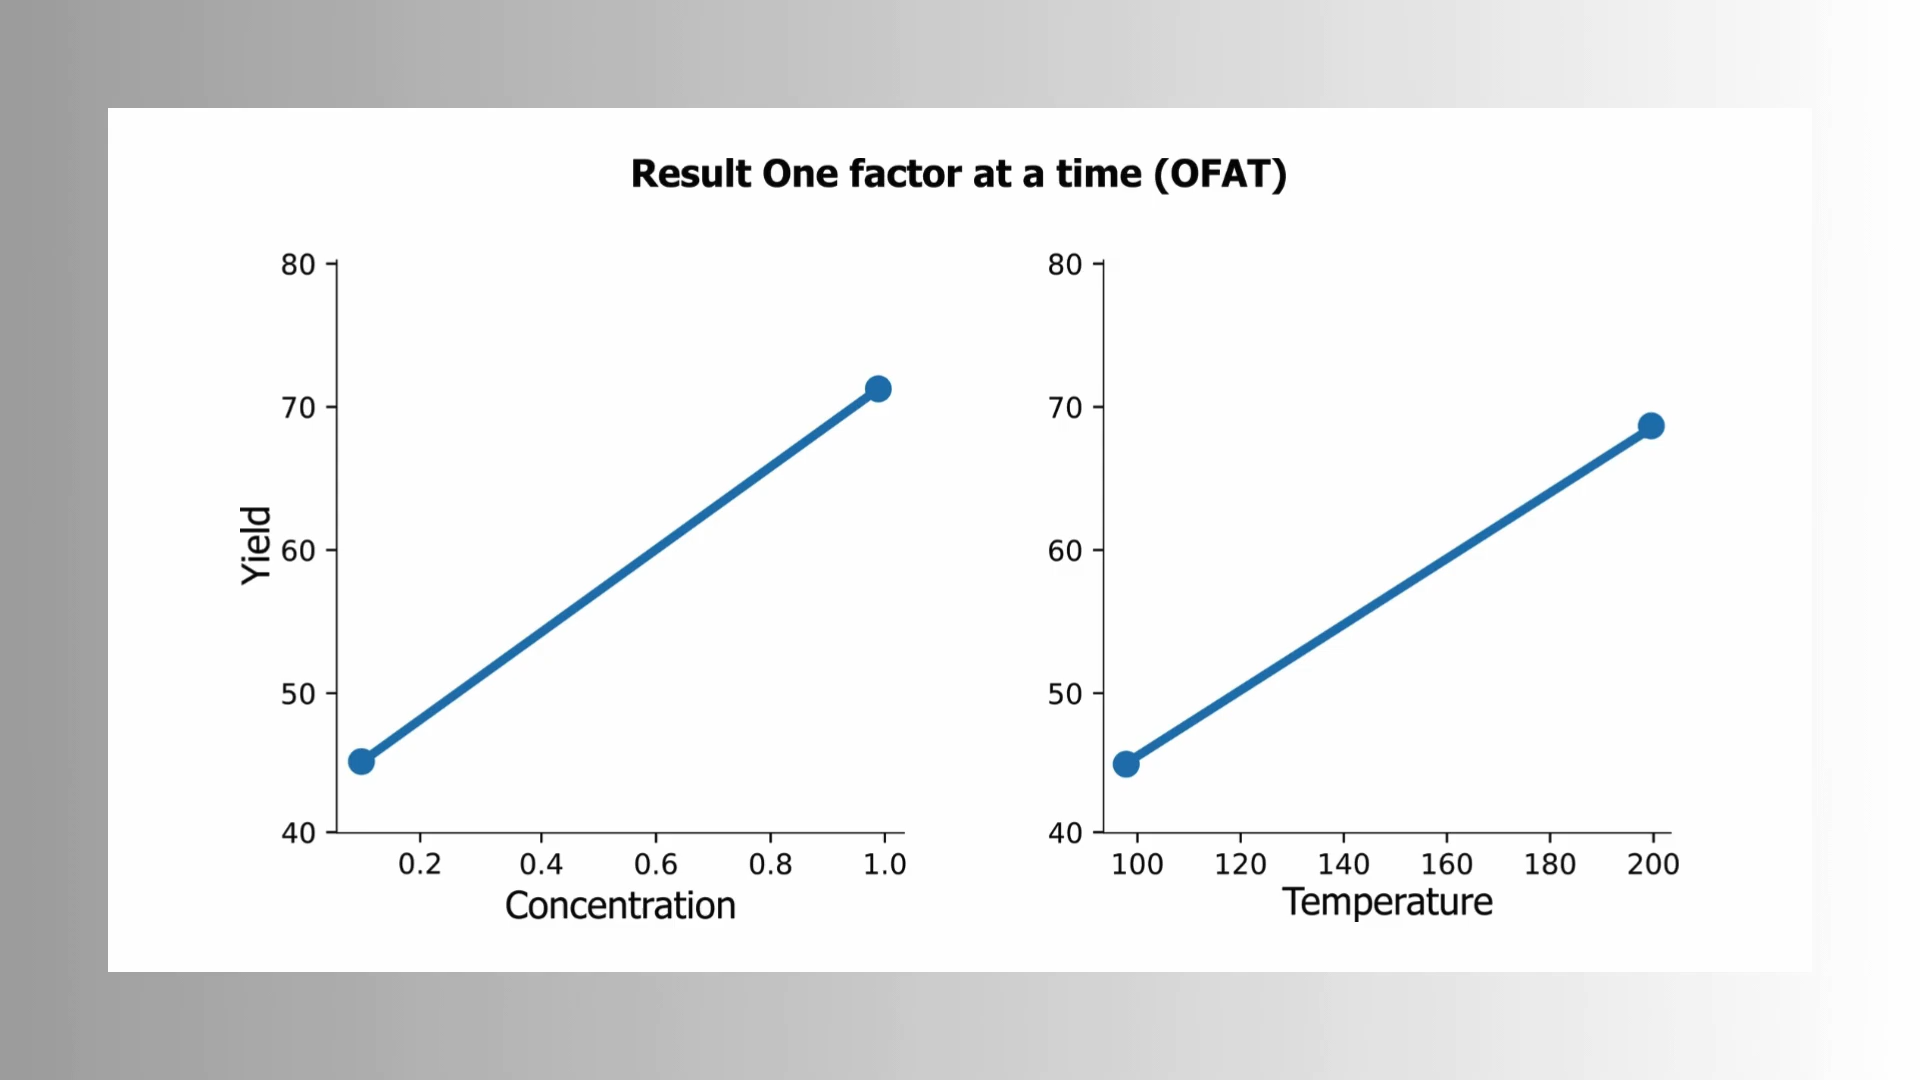 Result One factor at a time (OFAT)
80
70
60
50
40
Yield
0.2 0.4 0.6 0.8 1.0
Concentration
80
70
60
50
40
100 120 140 160 180 200
Temperature